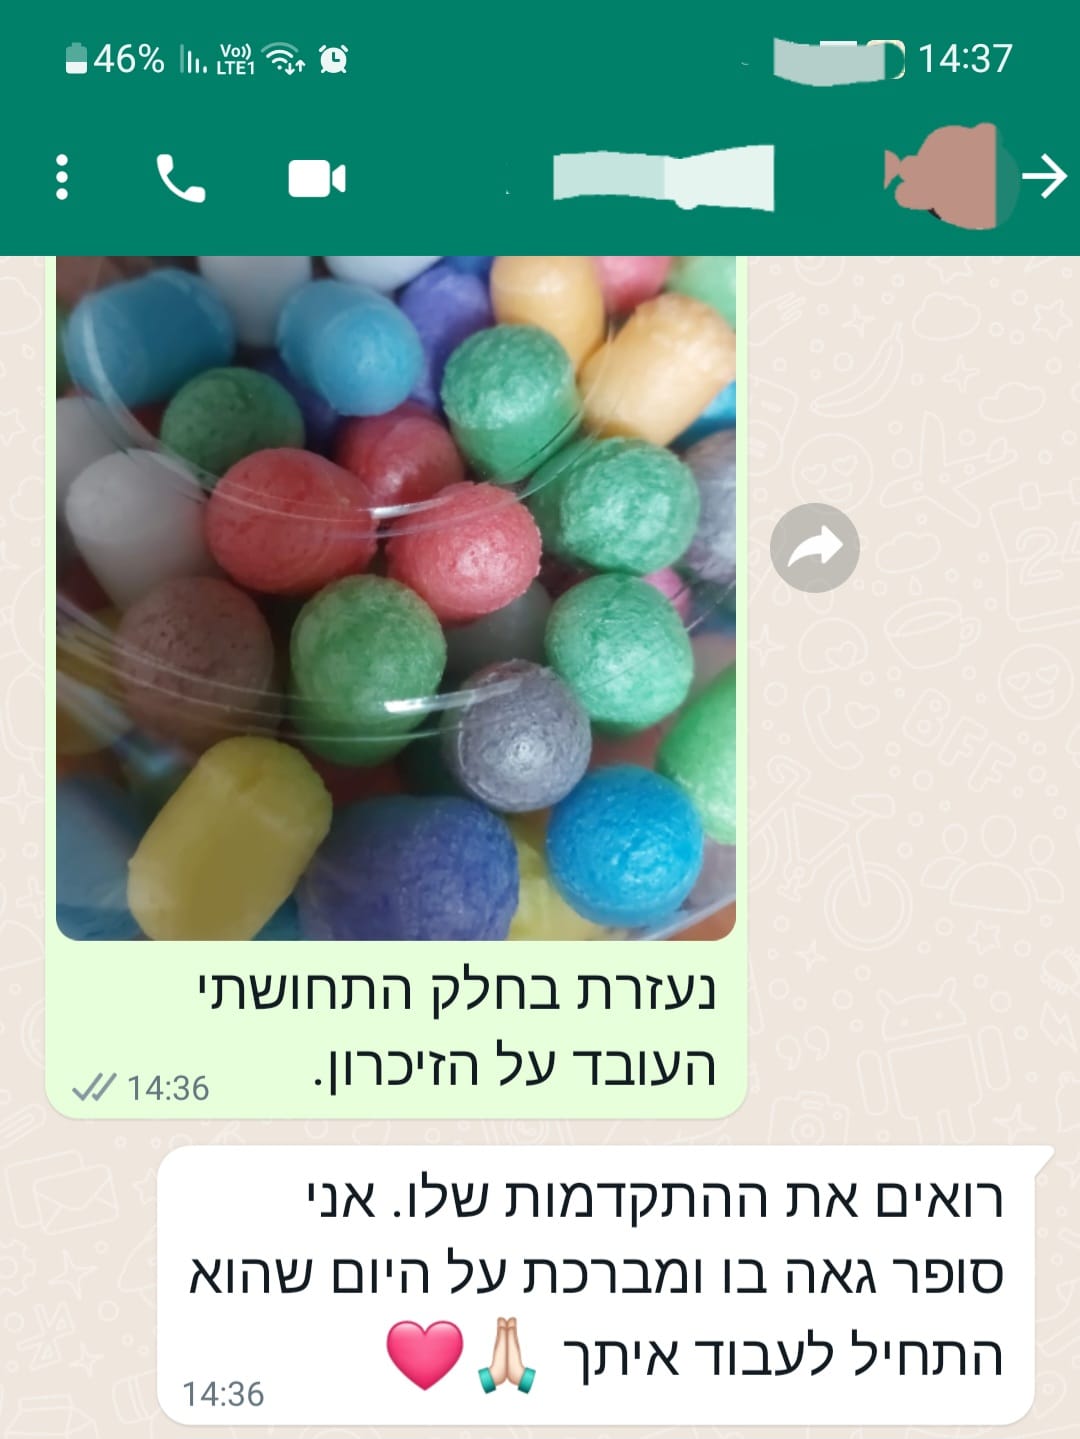 46% Vo)) LTE1 14:37
נעזרת בחלק התחושתי
העובד על הזיכרון.
14:36
רואים את ההתקדמות שלו. אני
סופר גאה בו ומברכת על היום שהוא
התחיל לעבוד איתך 🙏🏻❤️
14:36